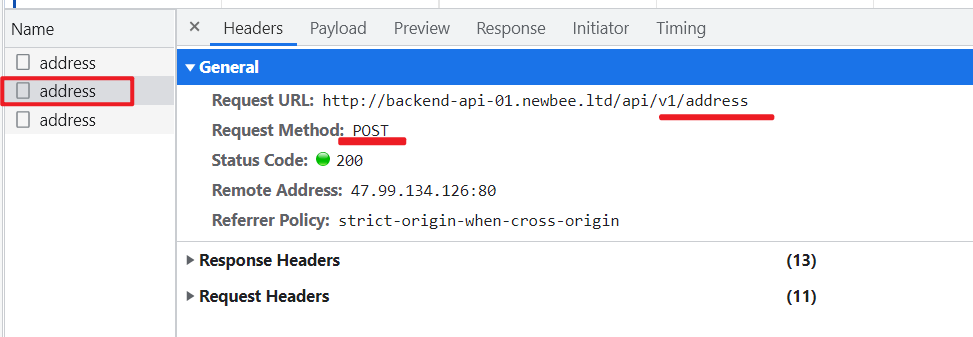 Name
address
address
address
× Headers Payload Preview Response Initiator Timing
▼ General
Request URL: http://backend-api-01.newbee.ltd/api/v1/address
Request Method: POST
Status Code: 200
Remote Address: 47.99.134.126:80
Referrer Policy: strict-origin-when-cross-origin
▶ Response Headers (13)
▶ Request Headers (11)